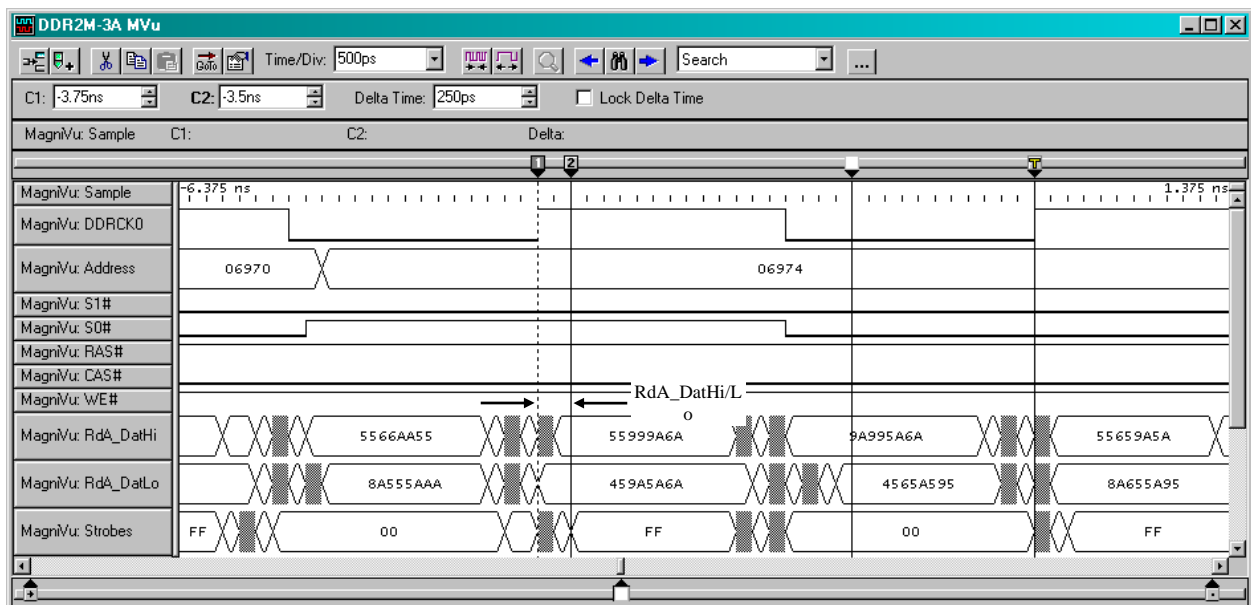 DDR2M-3A MVu
Goto Time/Div: 500ps Search ...
C1: -3.75ns C2: -3.5ns Delta Time: 250ps Lock Delta Time
MagniVu: Sample C1: C2: Delta:
1 2 T
MagniVu: Sample -6.375 ns 1.375 ns
MagniVu: DDRCK0
MagniVu: Address 06970 06974
MagniVu: S1#
MagniVu: S0#
MagniVu: RAS#
MagniVu: CAS#
MagniVu: WE#
RdA_DatHi/L
o
MagniVu: RdA_DatHi 5566AA55 55999A6A 9A995A6A 55659A5A
MagniVu: RdA_DatLo 8A555AAA 459A5A6A 4565A595 8A655A95
MagniVu: Strobes FF 00 FF 00 FF